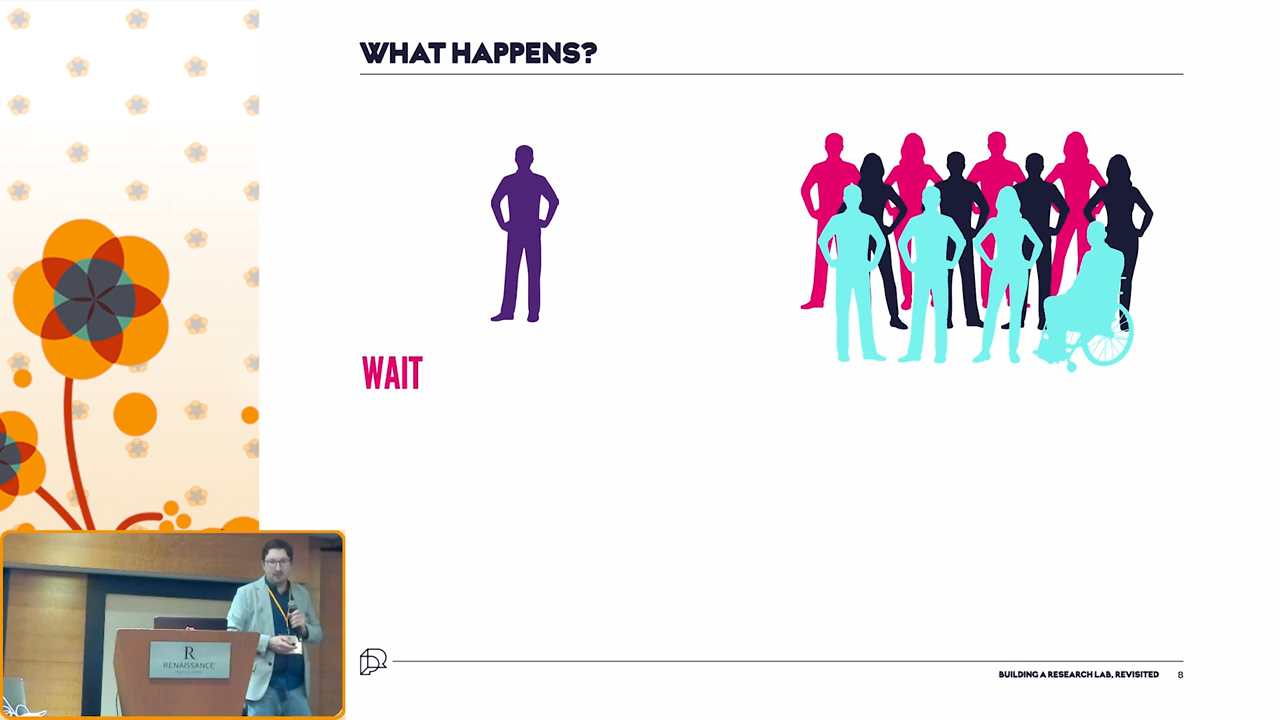 WHAT HAPPENS?
WAIT
R
RENAISSANCE
BUILDING A RESEARCH LAB, REVISITED 8